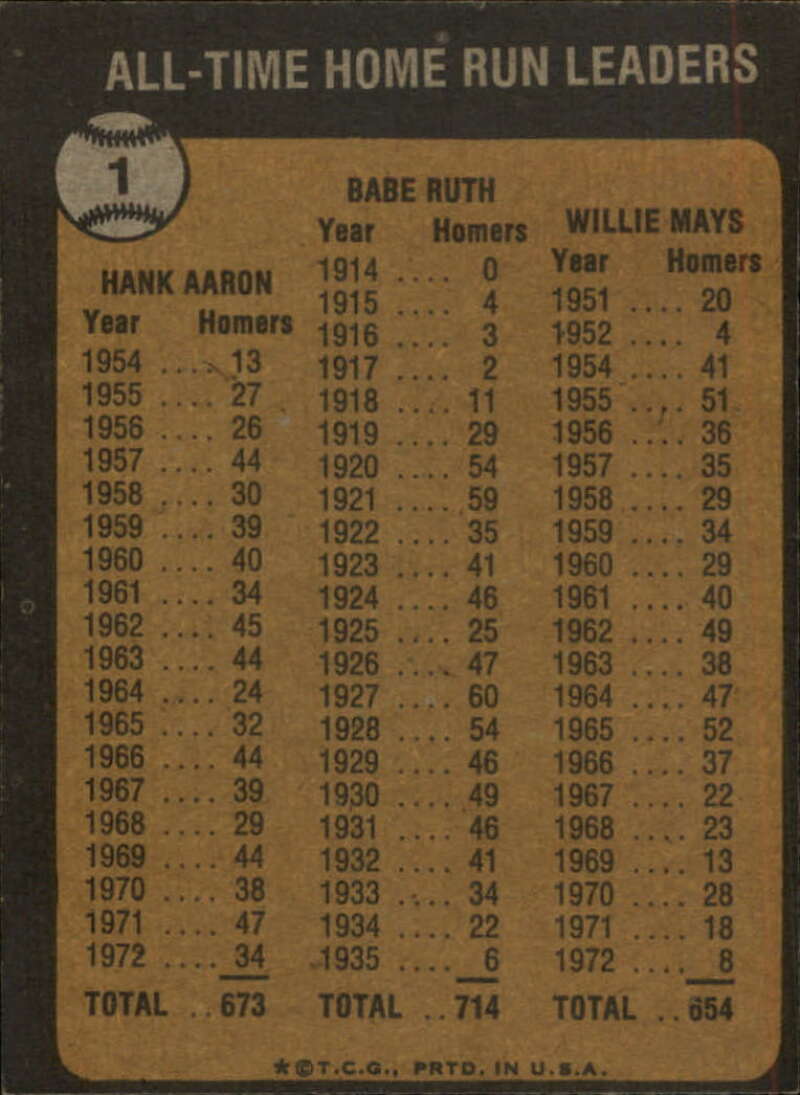 ALL-TIME HOME RUN LEADERS
1
HANK AARON
Year Homers
1954 .... 13
1955 .... 27
1956 .... 26
1957 .... 44
1958 .... 30
1959 .... 39
1960 .... 40
1961 .... 34
1962 .... 45
1963 .... 44
1964 .... 24
1965 .... 32
1966 .... 44
1967 .... 39
1968 .... 29
1969 .... 44
1970 .... 38
1971 .... 47
1972 .... 34
TOTAL .. 673
BABE RUTH
Year Homers
1914 .... 0
1915 .... 4
1916 .... 3
1917 .... 2
1918 .... 11
1919 .... 29
1920 .... 54
1921 .... 59
1922 .... 35
1923 .... 41
1924 .... 46
1925 .... 25
1926 .... 47
1927 .... 60
1928 .... 54
1929 .... 46
1930 .... 49
1931 .... 46
1932 .... 41
1933 .... 34
1934 .... 22
1935 .... 6
TOTAL .. 714
WILLIE MAYS
Year Homers
1951 .... 20
1952 .... 4
1954 .... 41
1955 .... 51
1956 .... 36
1957 .... 35
1958 .... 29
1959 .... 34
1960 .... 29
1961 .... 40
1962 .... 49
1963 .... 38
1964 .... 47
1965 .... 52
1966 .... 37
1967 .... 22
1968 .... 23
1969 .... 13
1970 .... 28
1971 .... 18
1972 .... 8
TOTAL .. 654
*©T.C.G., PRTD. IN U.S.A.